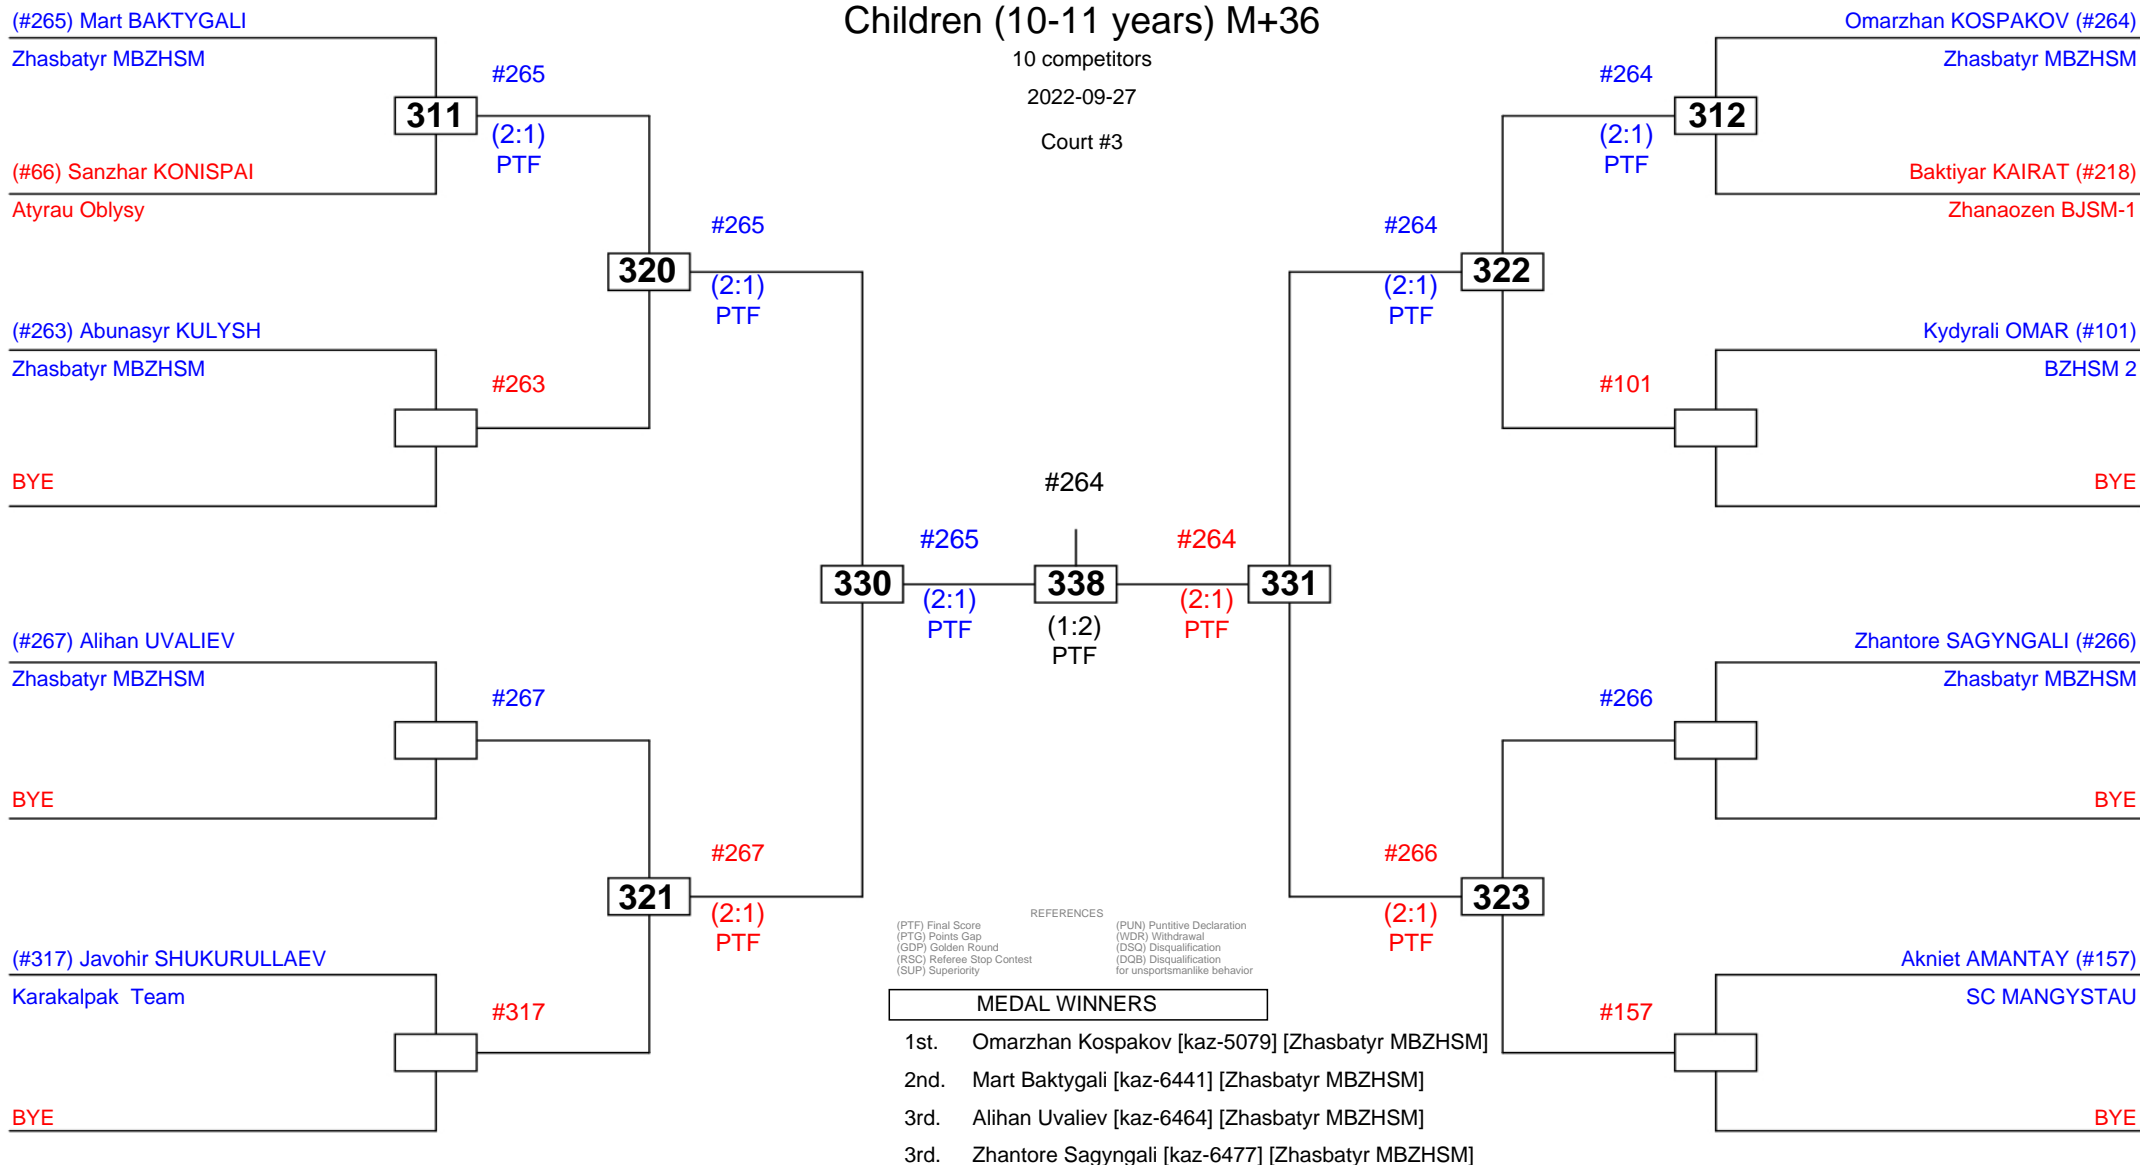 Children (10-11 years) M+36
10 competitors
2022-09-27
Court #3
(#265) Mart BAKTYGALI
Zhasbatyr MBZHSM
#265
311
(2:1)
PTF
(#66) Sanzhar KONISPAI
Atyrau Oblysy
#265
320
(2:1)
PTF
(#263) Abunasyr KULYSH
Zhasbatyr MBZHSM
#263
BYE
(#267) Alihan UVALIEV
Zhasbatyr MBZHSM
#267
BYE
#267
321
(2:1)
PTF
(#317) Javohir SHUKURULLAEV
Karakalpak  Team
#317
BYE
#265
330
(2:1)
PTF
#264
338
(1:2)
PTF
#264
331
(2:1)
PTF
Omarzhan KOSPAKOV (#264)
Zhasbatyr MBZHSM
#264
312
(2:1)
PTF
Baktiyar KAIRAT (#218)
Zhanaozen BJSM-1
#264
322
(2:1)
PTF
Kydyrali OMAR (#101)
BZHSM 2
#101
BYE
Zhantore SAGYNGALI (#266)
Zhasbatyr MBZHSM
#266
BYE
#266
323
(2:1)
PTF
Akniet AMANTAY (#157)
SC MANGYSTAU
#157
BYE
REFERENCES
(PTF) Final Score
(PTG) Points Gap
(GDP) Golden Round
(RSC) Referee Stop Contest
(SUP) Superiority
(PUN) Puntitive Declaration
(WDR) Withdrawal
(DSQ) Disqualification
(DQB) Disqualification
for unsportsmanlike behavior
MEDAL WINNERS
1st. Omarzhan Kospakov [kaz-5079] [Zhasbatyr MBZHSM]
2nd. Mart Baktygali [kaz-6441] [Zhasbatyr MBZHSM]
3rd. Alihan Uvaliev [kaz-6464] [Zhasbatyr MBZHSM]
3rd. Zhantore Sagyngali [kaz-6477] [Zhasbatyr MBZHSM]